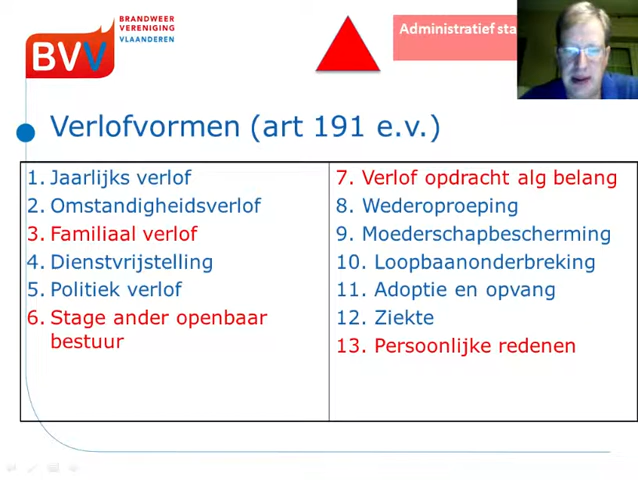 BVV
BRANDWEER
VERENIGING
VLAANDEREN
Administratief sta
Verlofvormen (art 191 e.v.)
1. Jaarlijks verlof
2. Omstandigheidsverlof
3. Familiaal verlof
4. Dienstvrijstelling
5. Politiek verlof
6. Stage ander openbaar
bestuur
7. Verlof opdracht alg belang
8. Wederoproeping
9. Moederschapbescherming
10. Loopbaanonderbreking
11. Adoptie en opvang
12. Ziekte
13. Persoonlijke redenen